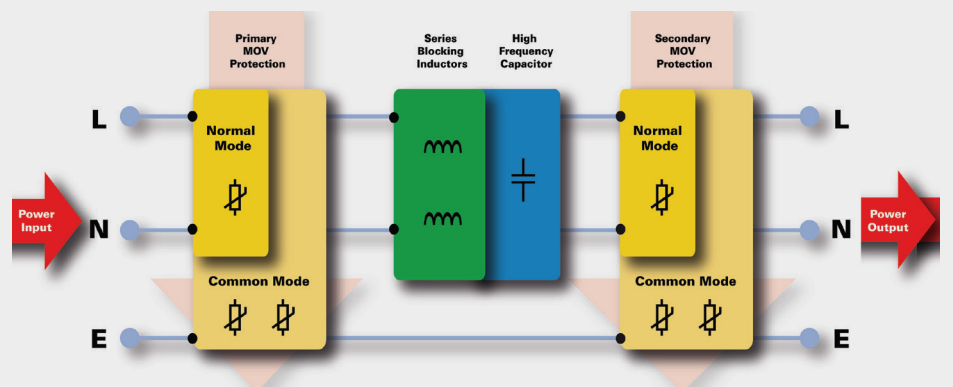 Primary
MOV
Protection
Series
Blocking
Inductors
High
Frequency
Capacitor
Secondary
MOV
Protection
L
Normal
Mode
Normal
Mode
L
Power
Input
N
N
Power
Output
Common Mode
Common Mode
E
E